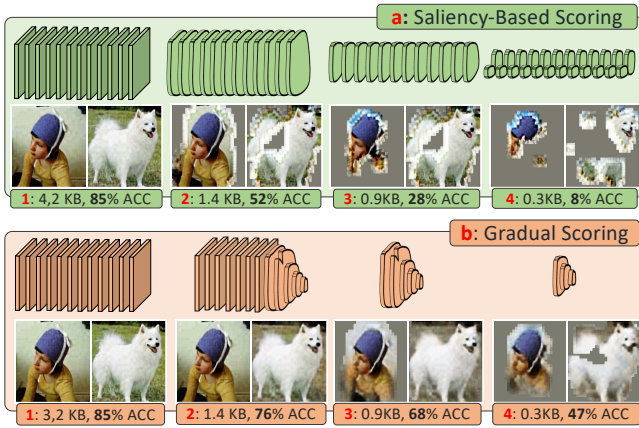 a: Saliency-Based Scoring
1: 4,2 KB, 85% ACC
2: 1.4 KB, 52% ACC
3: 0.9KB, 28% ACC
4: 0.3KB, 8% ACC
b: Gradual Scoring
1: 3,2 KB, 85% ACC
2: 1.4 KB, 76% ACC
3: 0.9KB, 68% ACC
4: 0.3KB, 47% ACC